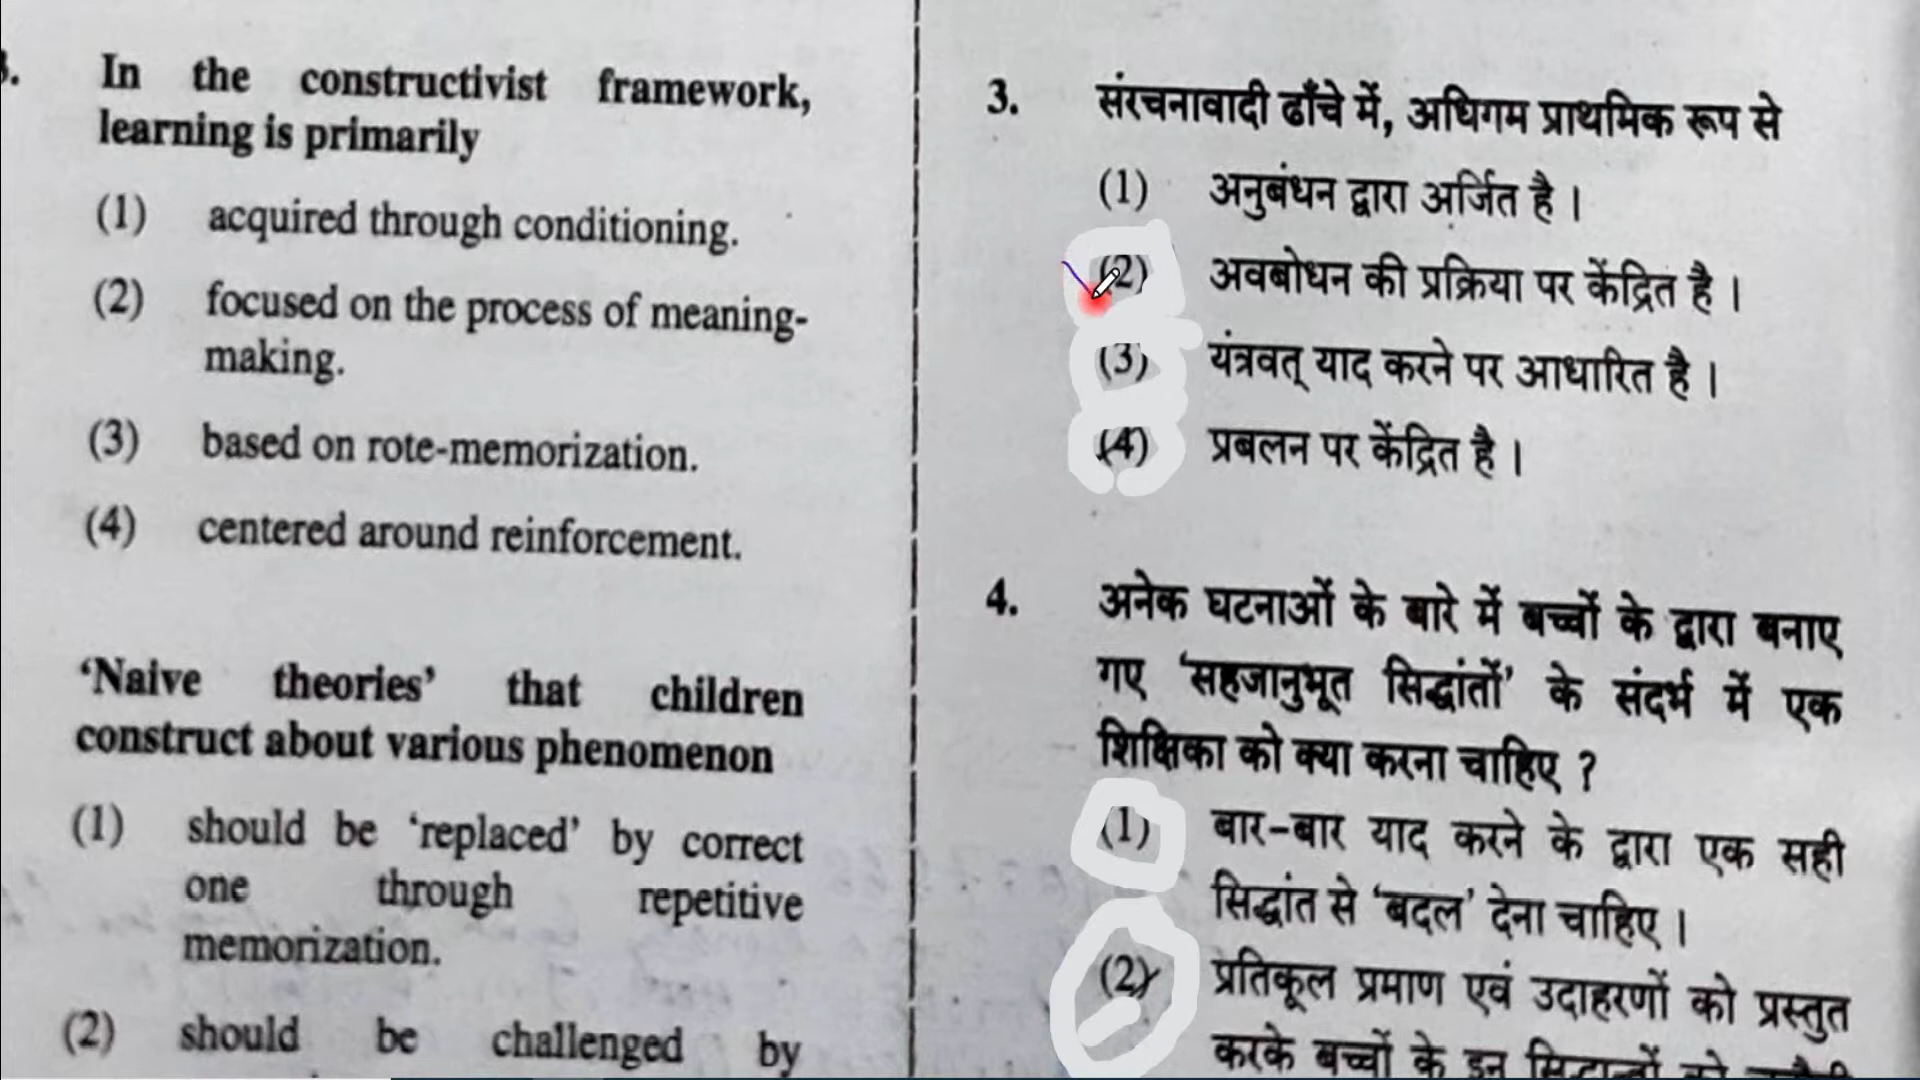 3.
In the constructivist framework,
learning is primarily
(1) acquired through conditioning.
(2) focused on the process of meaning-
making.
(3) based on rote-memorization.
(4) centered around reinforcement.
‘Naive theories’ that children
construct about various phenomenon
(1) should be ‘replaced’ by correct
one through repetitive
memorization.
(2) should be challenged by
3. संरचनावादी ढाँचे में, अधिगम प्राथमिक रूप से
(1) अनुबंधन द्वारा अर्जित है ।
(2) अवबोधन की प्रक्रिया पर केंद्रित है ।
(3) यंत्रवत् याद करने पर आधारित है ।
(4) प्रबलन पर केंद्रित है ।
4. अनेक घटनाओं के बारे में बच्चों के द्वारा बनाए
गए ‘सहजानुभूत सिद्धांतों’ के संदर्भ में एक
शिक्षिका को क्या करना चाहिए ?
(1) बार-बार याद करने के द्वारा एक सही
सिद्धांत से ‘बदल’ देना चाहिए ।
(2) प्रतिकूल प्रमाण एवं उदाहरणों को प्रस्तुत
करके बच्चों के इन